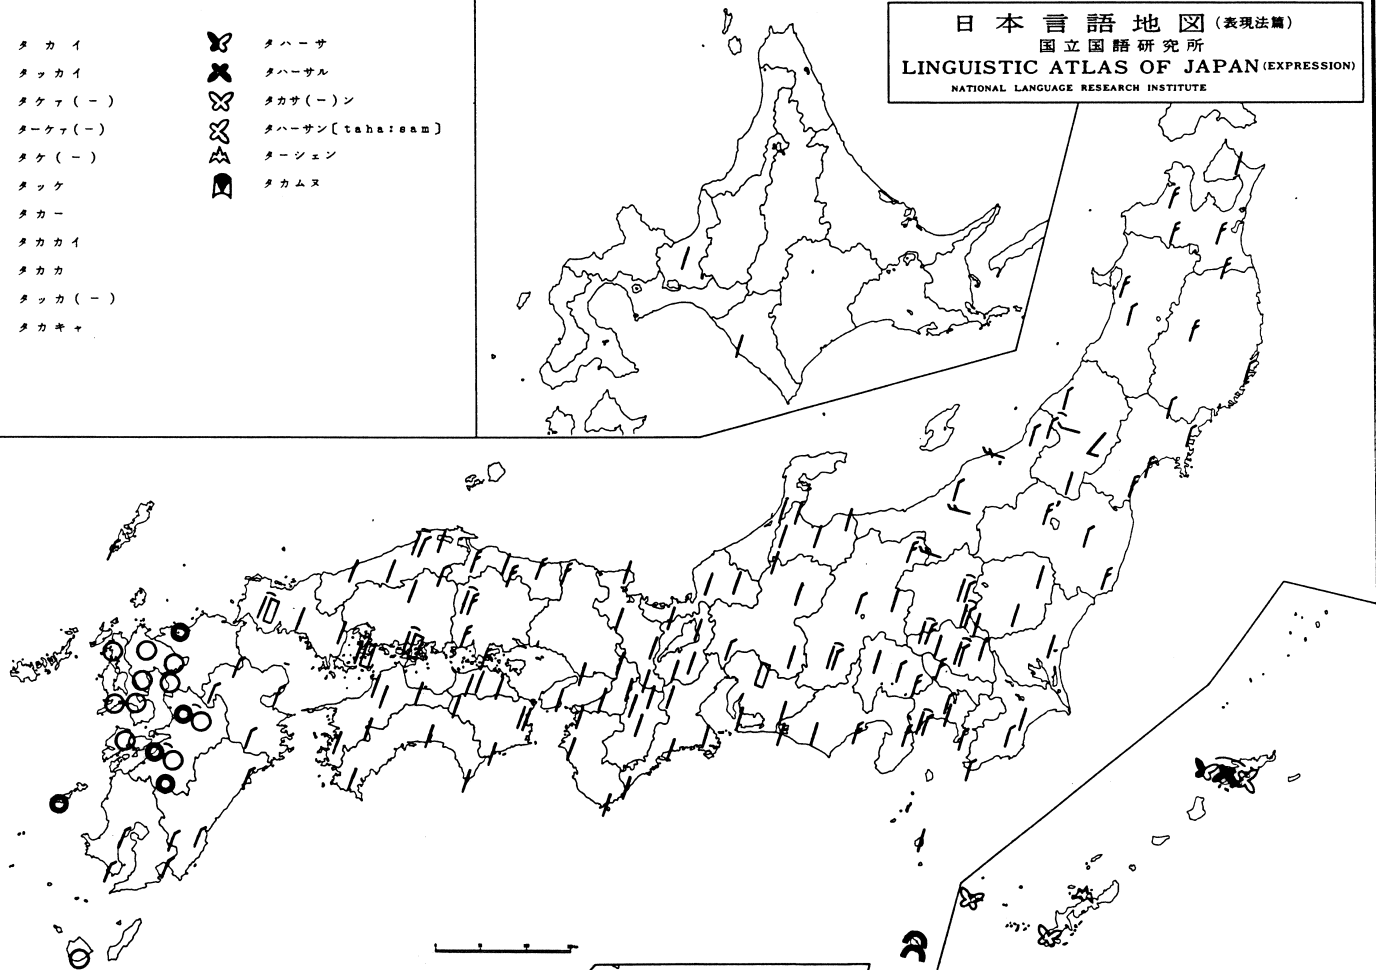 タカイ
タッカイ
タケァ(ー)
ターケァ(ー)
タケ(ー)
タッケ
タカー
タカカイ
タカカ
タッカ(ー)
タカキャ
タハーサ
タハーサル
タカサ(ー)ン
タハーサン[taha:sam]
ターシェン
タカムヌ
日本言語地図(表現法篇)
国立国語研究所
LINGUISTIC ATLAS OF JAPAN (EXPRESSION)
NATIONAL LANGUAGE RESEARCH INSTITUTE